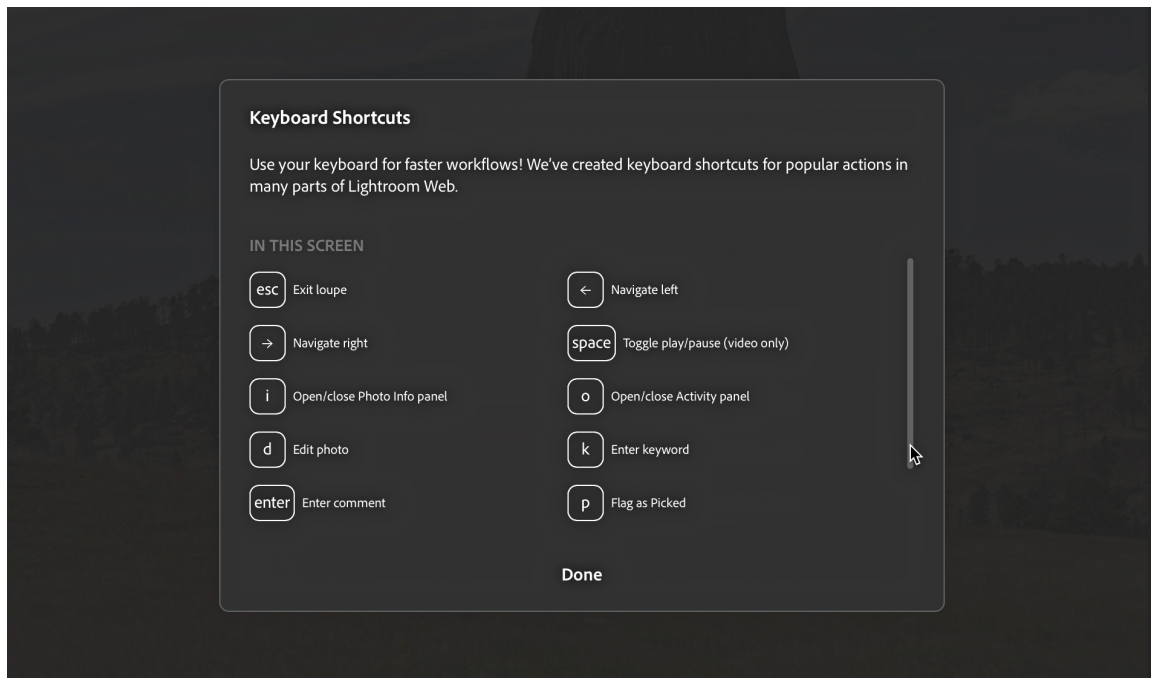 Keyboard Shortcuts
Use your keyboard for faster workflows! We've created keyboard shortcuts for popular actions in
many parts of Lightroom Web.
IN THIS SCREEN
esc Exit loupe
← Navigate left
→ Navigate right
space Toggle play/pause (video only)
i Open/close Photo Info panel
o Open/close Activity panel
d Edit photo
k Enter keyword
enter Enter comment
p Flag as Picked
Done